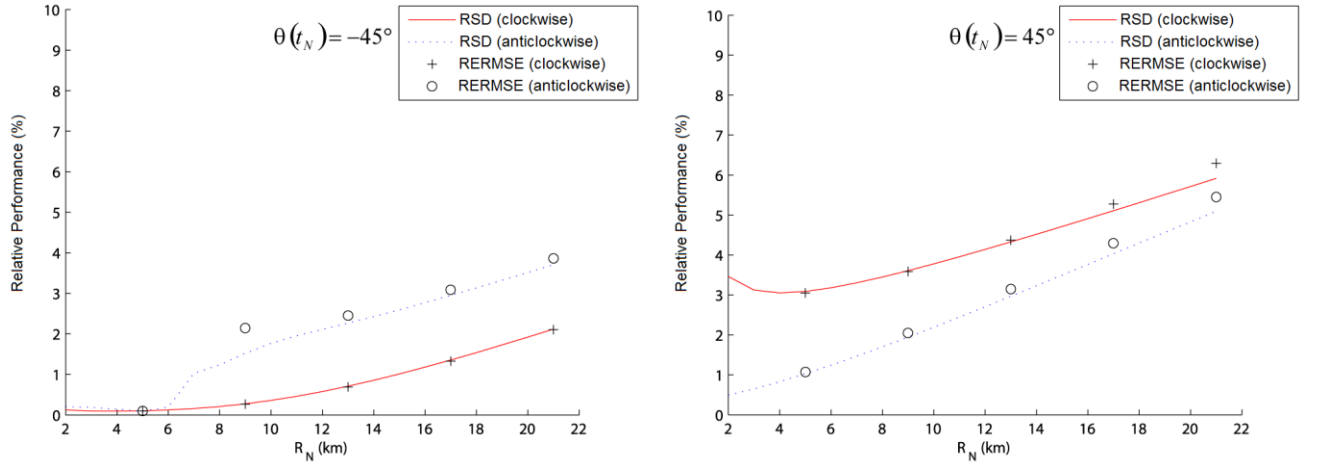 θ(t_N) = −45°
RSD (clockwise)
RSD (anticlockwise)
RERMSE (clockwise)
RERMSE (anticlockwise)
Relative Performance (%)
10
9
8
7
6
5
4
3
2
1
0
2 4 6 8 10 12 14 16 18 20 22
R_N (km)
θ(t_N) = 45°
RSD (clockwise)
RSD (anticlockwise)
RERMSE (clockwise)
RERMSE (anticlockwise)
Relative Performance (%)
10
9
8
7
6
5
4
3
2
1
0
2 4 6 8 10 12 14 16 18 20 22
R_N (km)